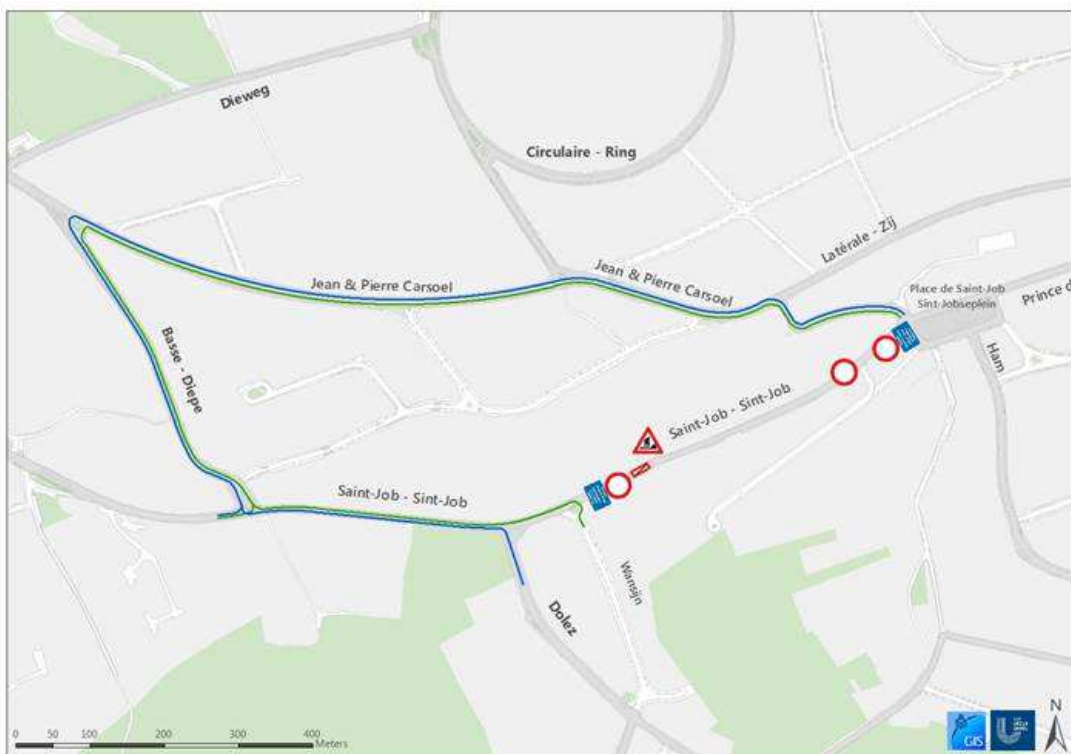 Dieweg
Circulaire - Ring
Latérale - Zij
Jean & Pierre Carsoel
Jean & Pierre Carsoel
Place de Saint-Job
Sint-Jobseplein
Prince d
Ham
Basse - Diepe
Saint-Job - Sint-Job
Saint-Job - Sint-Job
Wansijn
Dolez
0 50 100 200 300 400
Meters
GIS
N